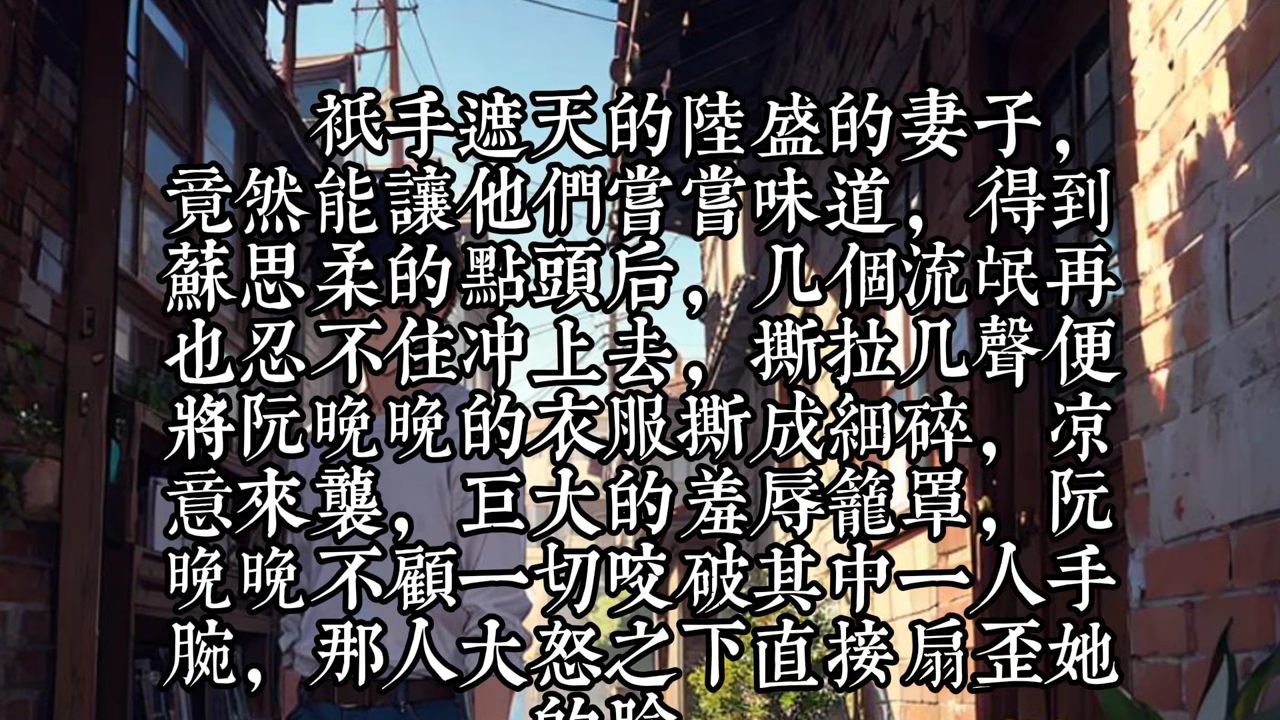 祇手遮天的陸盛的妻子，
竟然能讓他們嘗嘗味道，得到
蘇思柔的點頭后，几個流氓再
也忍不住冲上去，撕拉几聲便
將阮晚晚的衣服撕成細碎，凉
意來襲，巨大的羞辱籠罩，阮
晚晚不顧一切咬破其中一人手
腕，那人大怒之下直接扇歪她
的臉